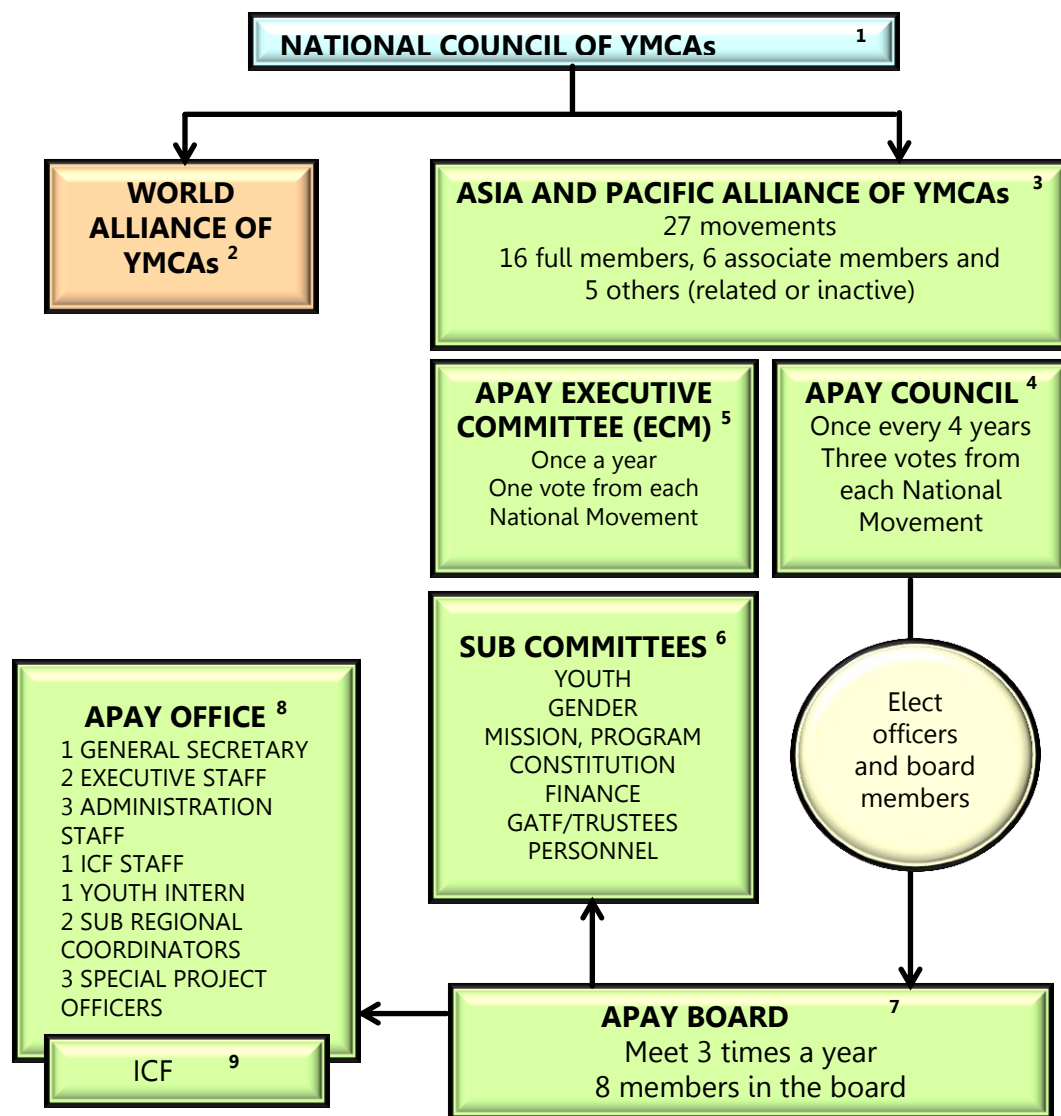 NATIONAL COUNCIL OF YMCAs 1
WORLD
ALLIANCE OF
YMCAs 2
ASIA AND PACIFIC ALLIANCE OF YMCAs 3
27 movements
16 full members, 6 associate members and
5 others (related or inactive)
APAY EXECUTIVE
COMMITTEE (ECM) 5
Once a year
One vote from each
National Movement
APAY COUNCIL 4
Once every 4 years
Three votes from
each National
Movement
SUB COMMITTEES 6
YOUTH
GENDER
MISSION, PROGRAM
CONSTITUTION
FINANCE
GATF/TRUSTEES
PERSONNEL
Elect
officers
and board
members
APAY OFFICE 8
1 GENERAL SECRETARY
2 EXECUTIVE STAFF
3 ADMINISTRATION
STAFF
1 ICF STAFF
1 YOUTH INTERN
2 SUB REGIONAL
COORDINATORS
3 SPECIAL PROJECT
OFFICERS
ICF 9
APAY BOARD 7
Meet 3 times a year
8 members in the board